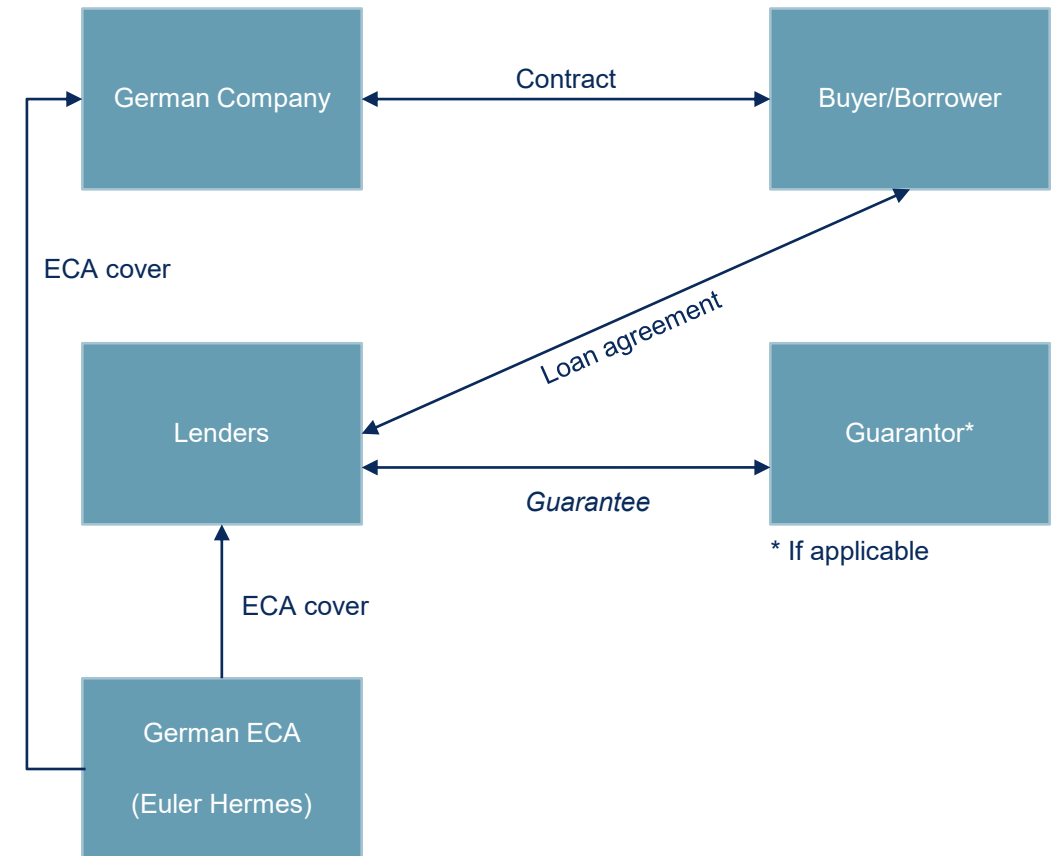 Contract
German Company
Buyer/Borrower
ECA cover
Loan agreement
Lenders
Guarantor*
Guarantee
* If applicable
ECA cover
German ECA
(Euler Hermes)